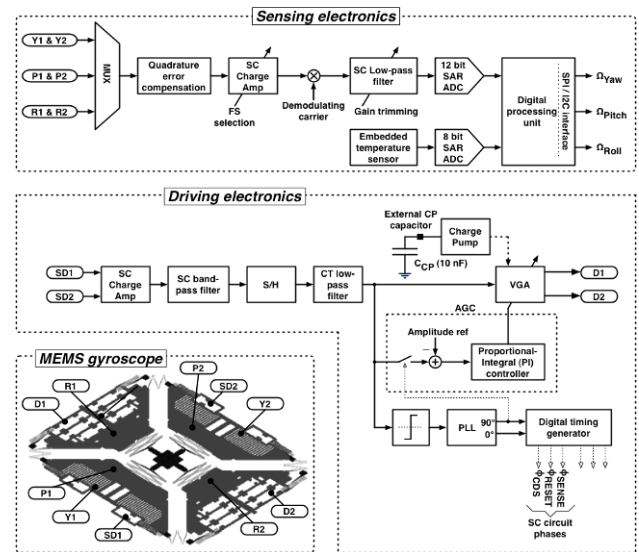 Sensing electronics
Y1 & Y2
P1 & P2
R1 & R2
MUX
Quadrature
error
compensation
SC
Charge
Amp
FS
selection
Demodulating
carrier
SC Low-pass
filter
Gain trimming
12 bit
SAR
ADC
Embedded
temperature
sensor
8 bit
SAR
ADC
Digital
processing
unit
SPI / I2C interface
ΩYaw
ΩPitch
ΩRoll
Driving electronics
External CP
capacitor
Charge
Pump
CCP (10 nF)
SD1
SD2
SC
Charge
Amp
SC band-
pass filter
S/H
CT low-
pass
filter
VGA
D1
D2
AGC
Amplitude ref
−
+
Proportional-
Integral (PI)
controller
PLL
90°
0°
Digital timing
generator
ΦCDS
ΦRESET
ΦSENSE
SC circuit
phases
MEMS gyroscope
P2
R1
SD2
D1
Y2
P1
Y1
SD1
R2
D2